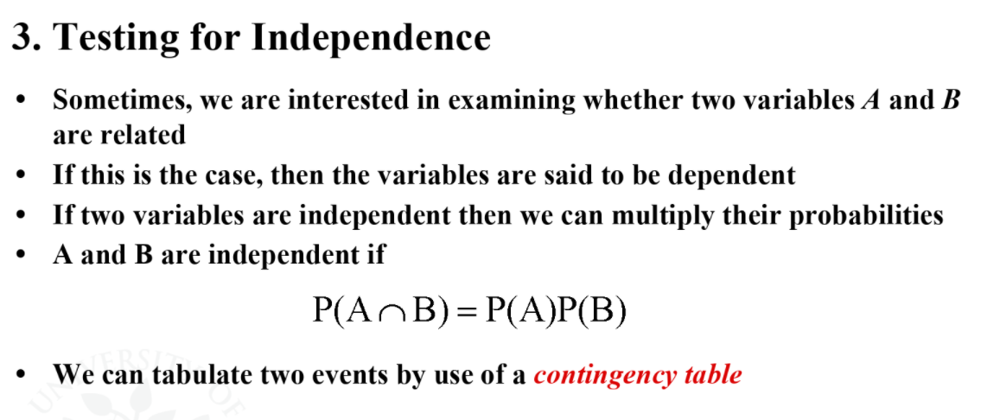 3. Testing for Independence
• Sometimes, we are interested in examining whether two variables A and B
are related
• If this is the case, then the variables are said to be dependent
• If two variables are independent then we can multiply their probabilities
• A and B are independent if
P(A∩B) = P(A)P(B)
• We can tabulate two events by use of a contingency table